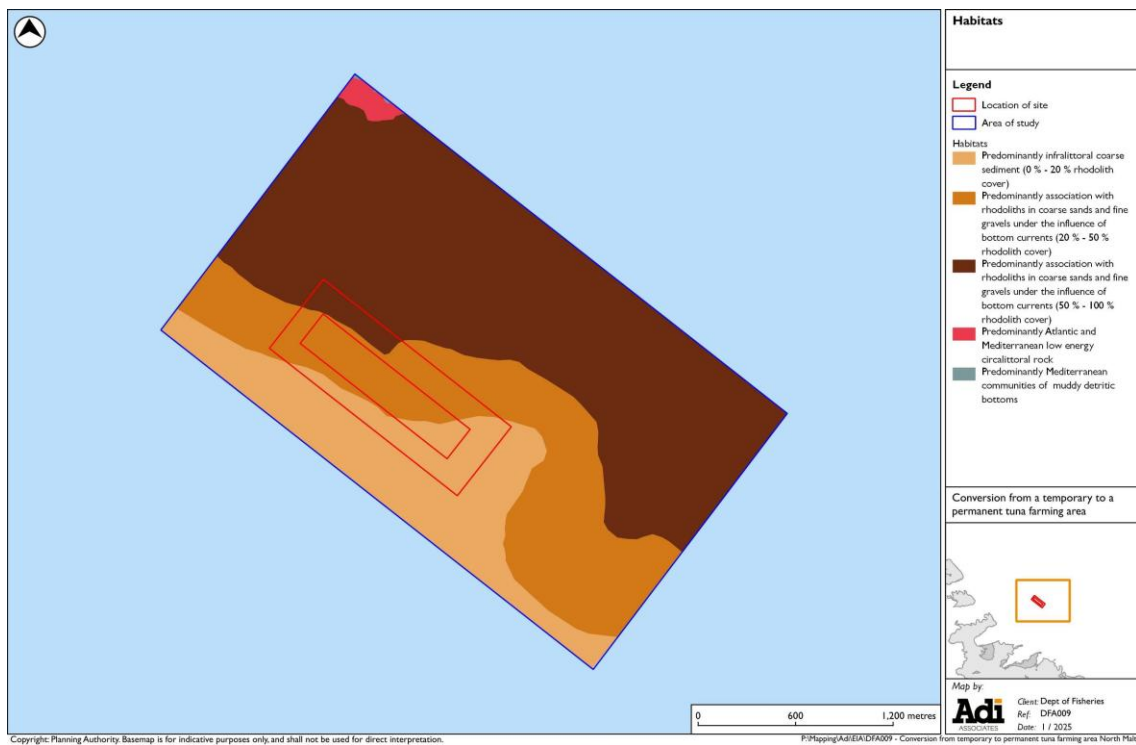 Habitats
Legend
Location of site
Area of study
Habitats
Predominantly infralittoral coarse
sediment (0 % - 20 % rhodolith
cover)
Predominantly association with
rhodoliths in coarse sands and fine
gravels under the influence of
bottom currents (20 % - 50 %
rhodolith cover)
Predominantly association with
rhodoliths in coarse sands and fine
gravels under the influence of
bottom currents (50 % - 100 %
rhodolith cover)
Predominantly Atlantic and
Mediterranean low energy
circalittoral rock
Predominantly Mediterranean
communities of muddy detritic
bottoms
Conversion from a temporary to a
permanent tuna farming area
Map by:
Adi
ASSOCIATES
Client: Dept of Fisheries
Ref: DFA009
Date: 1 / 2025
0 600 1,200 metres
Copyright: Planning Authority. Basemap is for indicative purposes only, and shall not be used for direct interpretation.
P:\Mapping\Adi\EIA\DFA009 - Conversion from temporary to permanent tuna farming area North Malt